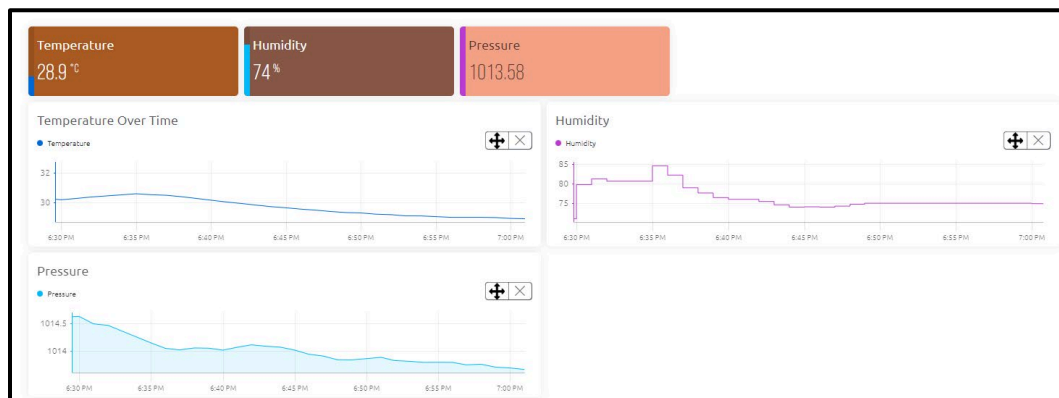 Temperature
28.9 °C
Humidity
74 %
Pressure
1013.58
Temperature Over Time
Temperature
32
30
6:30 PM 6:35 PM 6:40 PM 6:45 PM 6:50 PM 6:55 PM 7:00 PM
Humidity
Humidity
85
80
75
6:30 PM 6:35 PM 6:40 PM 6:45 PM 6:50 PM 6:55 PM 7:00 PM
Pressure
Pressure
1014.5
1014
6:30 PM 6:35 PM 6:40 PM 6:45 PM 6:50 PM 6:55 PM 7:00 PM